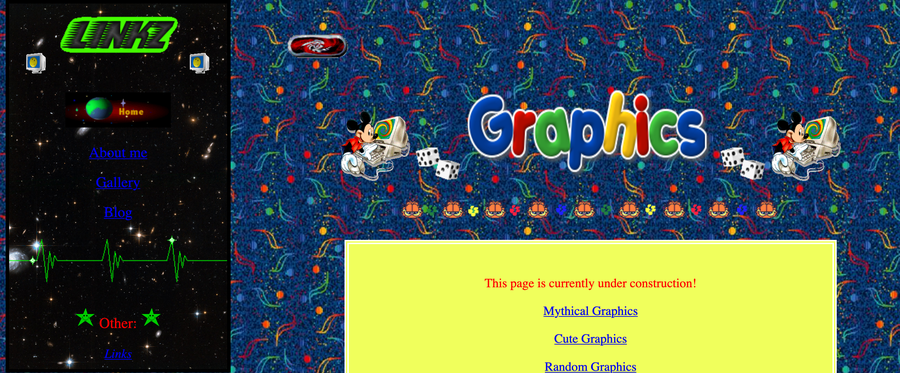 LINKZ
Home
About me
Gallery
Blog
Other:
Links
Graphics
This page is currently under construction!
Mythical Graphics
Cute Graphics
Random Graphics